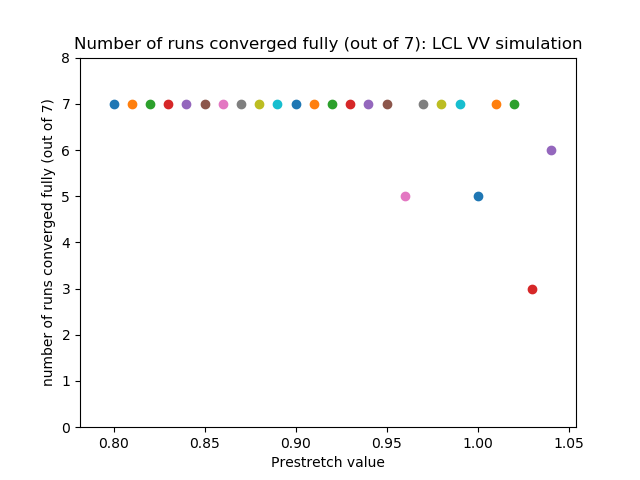 Number of runs converged fully (out of 7): LCL VV simulation
number of runs converged fully (out of 7)
8
7
6
5
4
3
2
1
0
0.80 0.85 0.90 0.95 1.00 1.05
Prestretch value